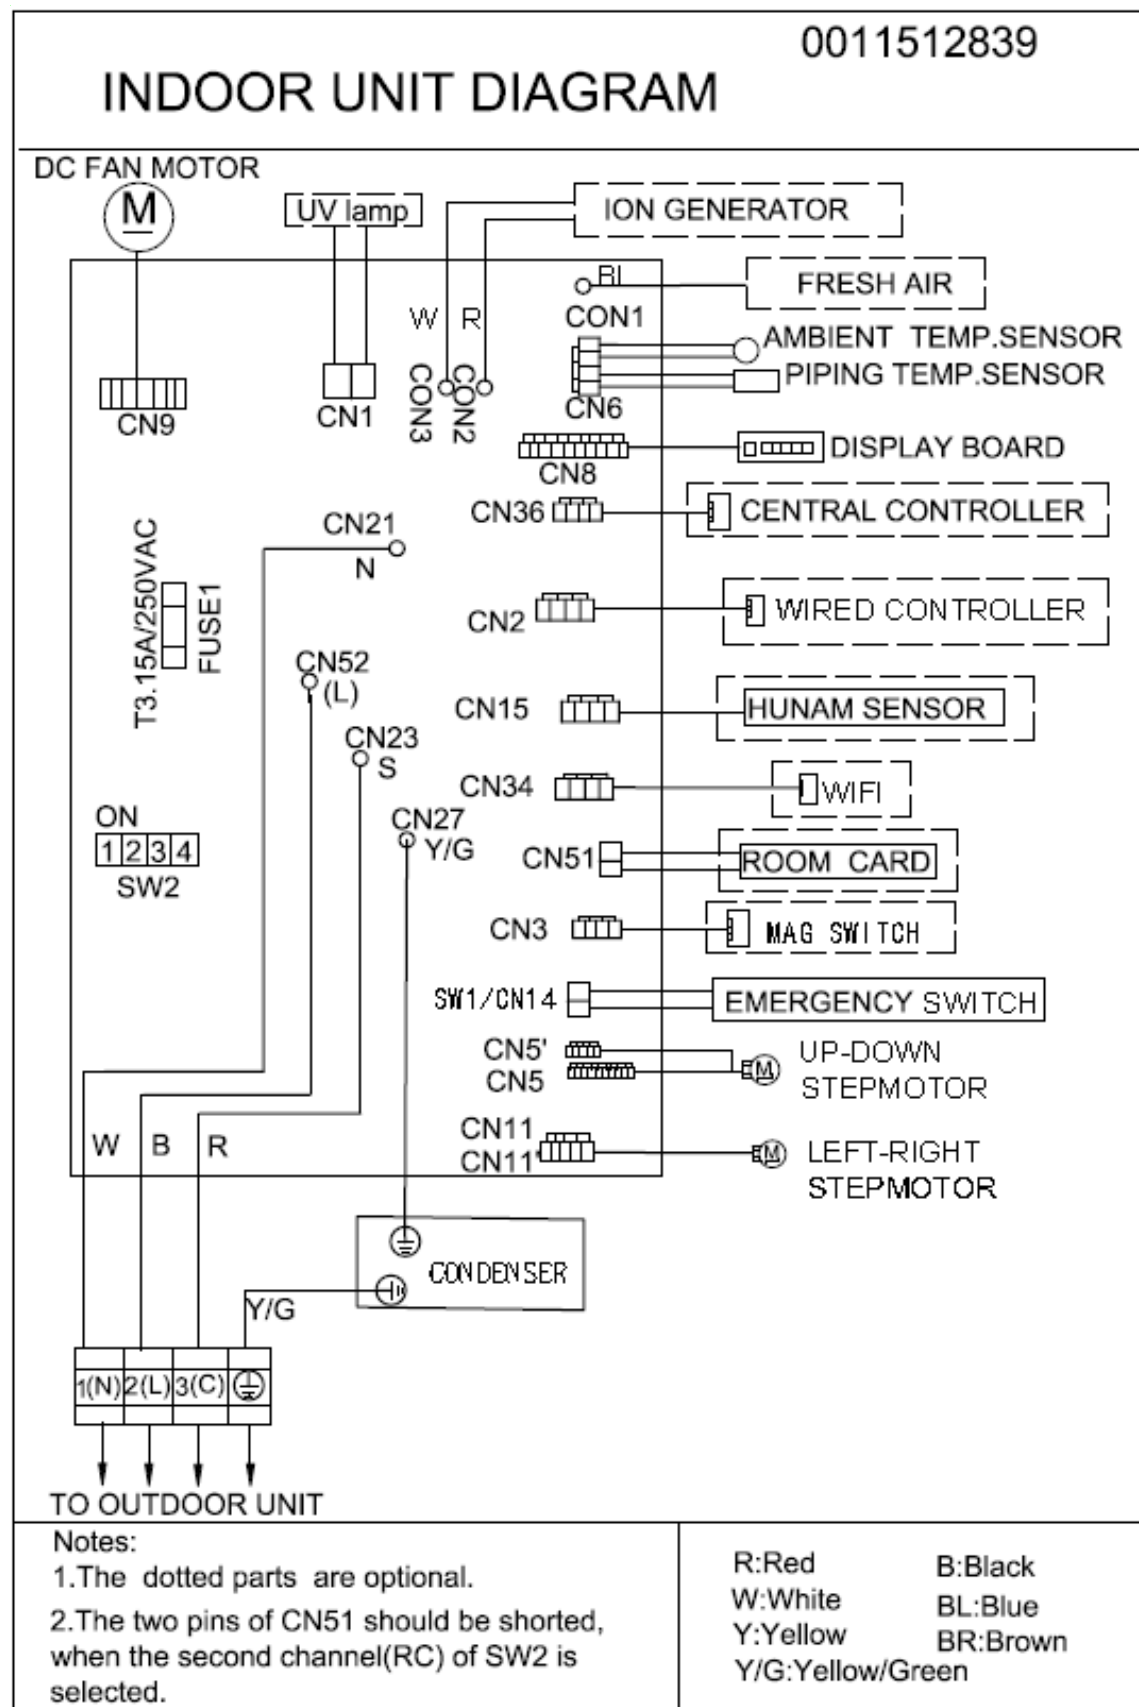 0011512839
INDOOR UNIT DIAGRAM
DC FAN MOTOR
M
UV lamp
ION GENERATOR
BL
FRESH AIR
W
R
CON1
AMBIENT TEMP.SENSOR
PIPING TEMP.SENSOR
CN9
CN1
CON3
CON2
CN6
CN8
DISPLAY BOARD
CN36
CENTRAL CONTROLLER
CN21
N
T3.15A/250VAC
FUSE1
CN2
WIRED CONTROLLER
CN52
(L)
CN15
HUNAM SENSOR
CN23
S
CN34
WIFI
ON
1 2 3 4
SW2
CN27
Y/G
CN51
ROOM CARD
CN3
MAG SWITCH
SW1/CN14
EMERGENCY SWITCH
CN5'
CN5
M
UP-DOWN
STEPMOTOR
W
B
R
CN11
CN11'
M
LEFT-RIGHT
STEPMOTOR
CONDENSER
Y/G
1(N) 2(L) 3(C)
TO OUTDOOR UNIT
Notes:
1.The dotted parts are optional.
2.The two pins of CN51 should be shorted,
when the second channel(RC) of SW2 is
selected.
R:Red B:Black
W:White BL:Blue
Y:Yellow BR:Brown
Y/G:Yellow/Green